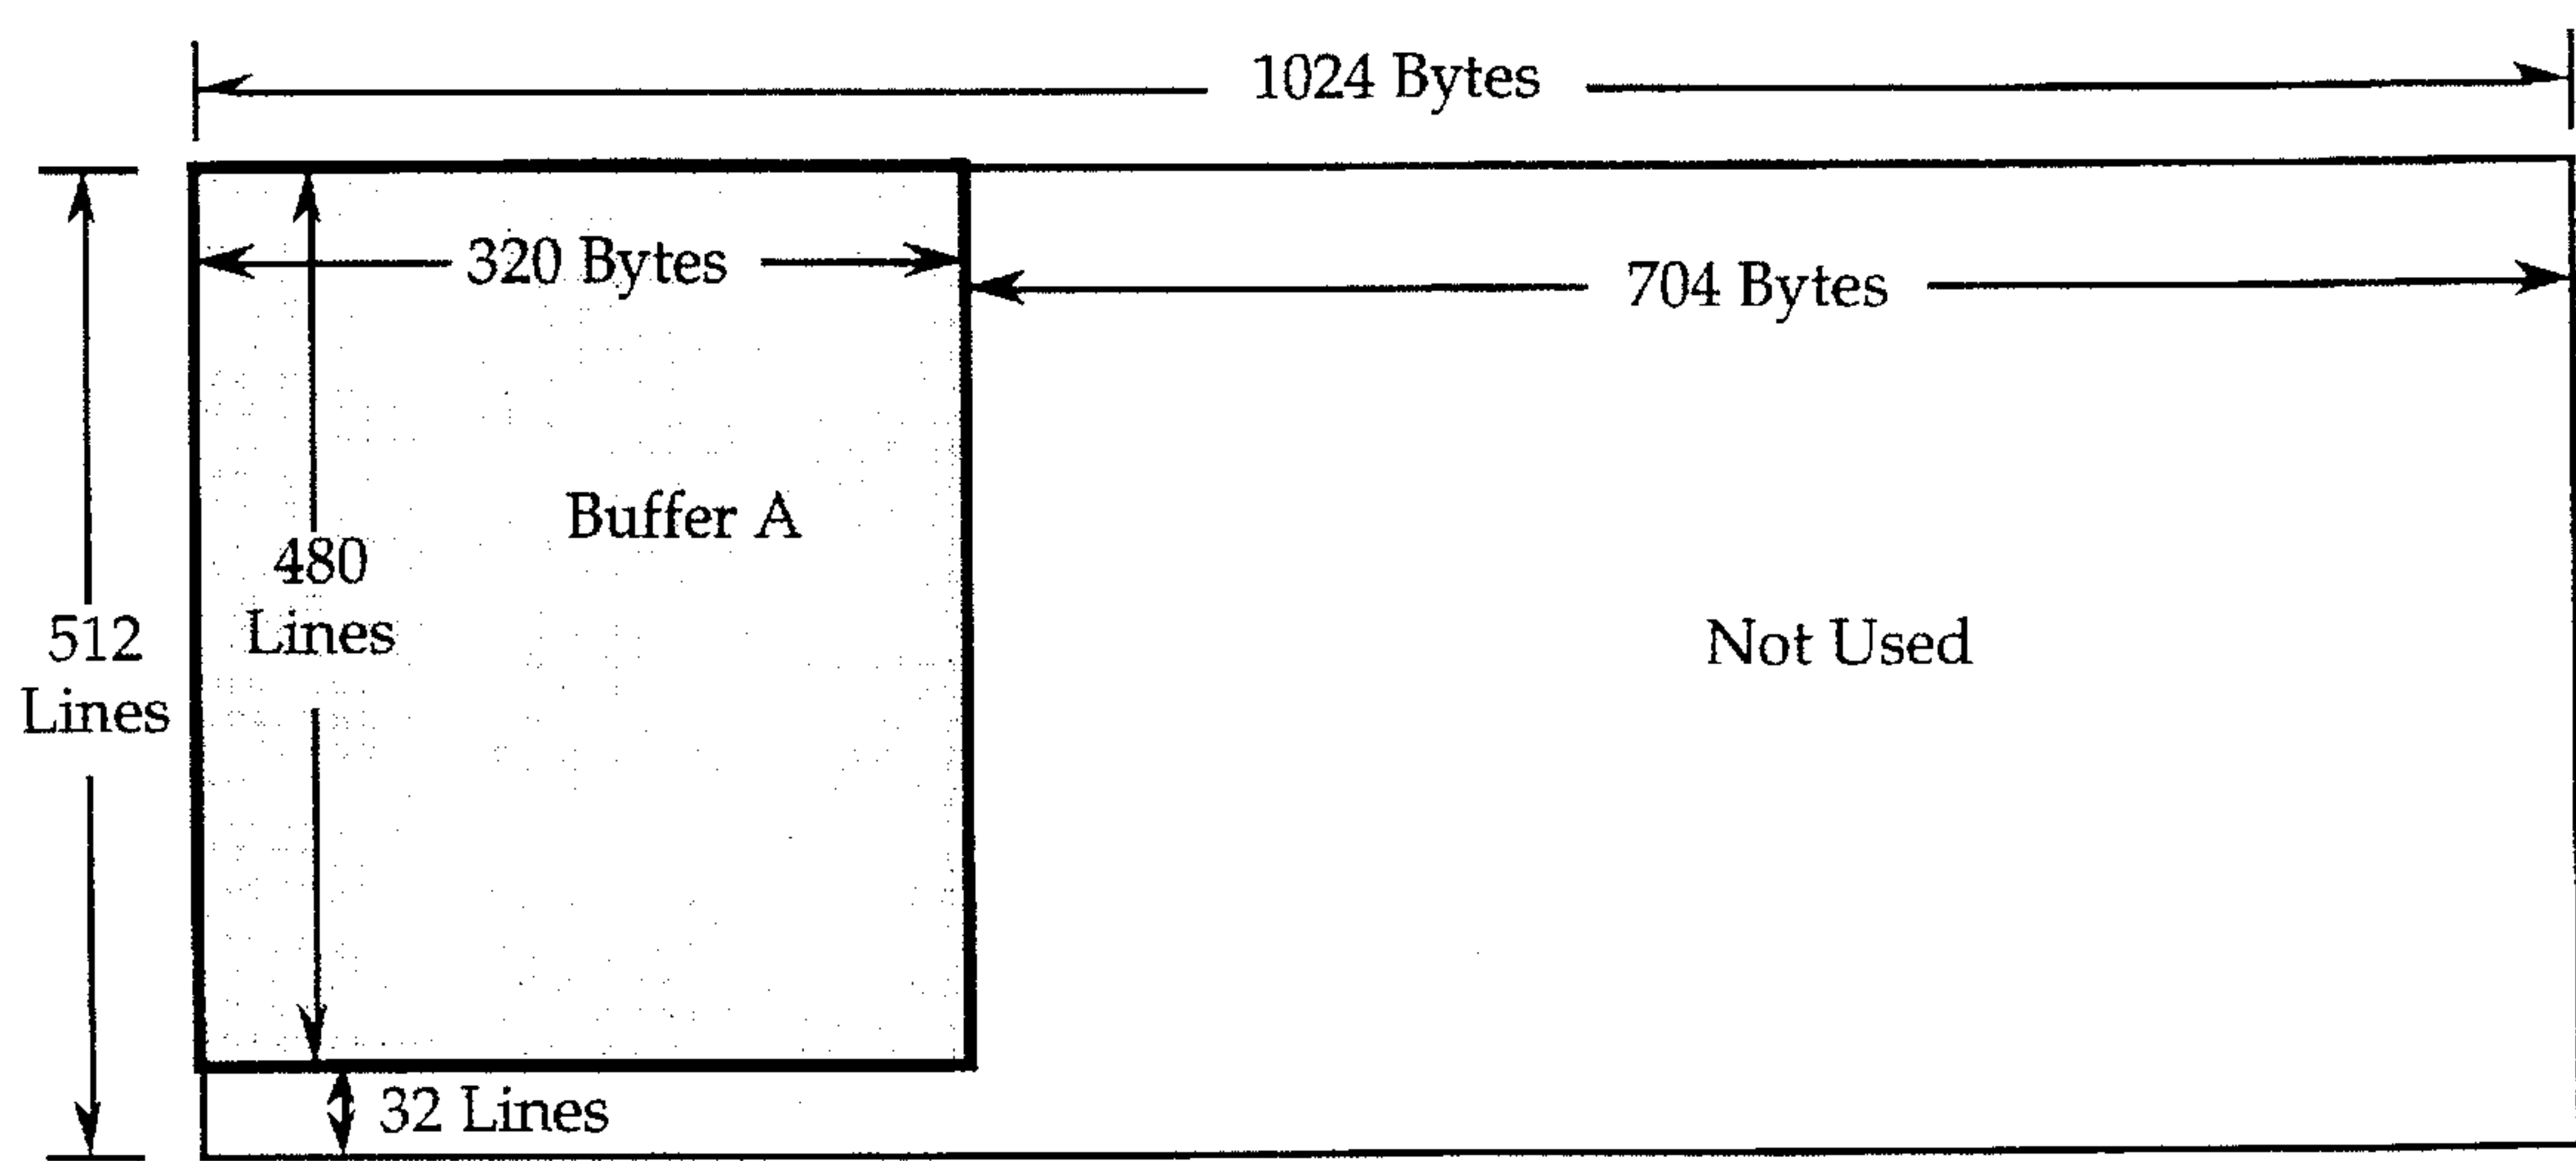 1024 Bytes
320 Bytes
704 Bytes
Buffer A
480
Lines
512
Lines
Not Used
32 Lines